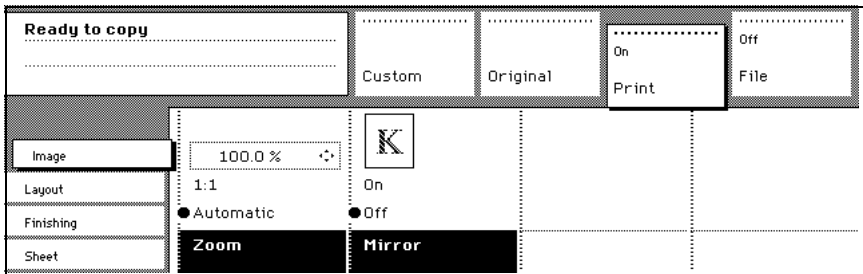 Ready to copy
Custom
Original
On
Print
Off
File
Image
Layout
Finishing
Sheet
100.0 %
1:1
Automatic
Zoom
K
On
Off
Mirror